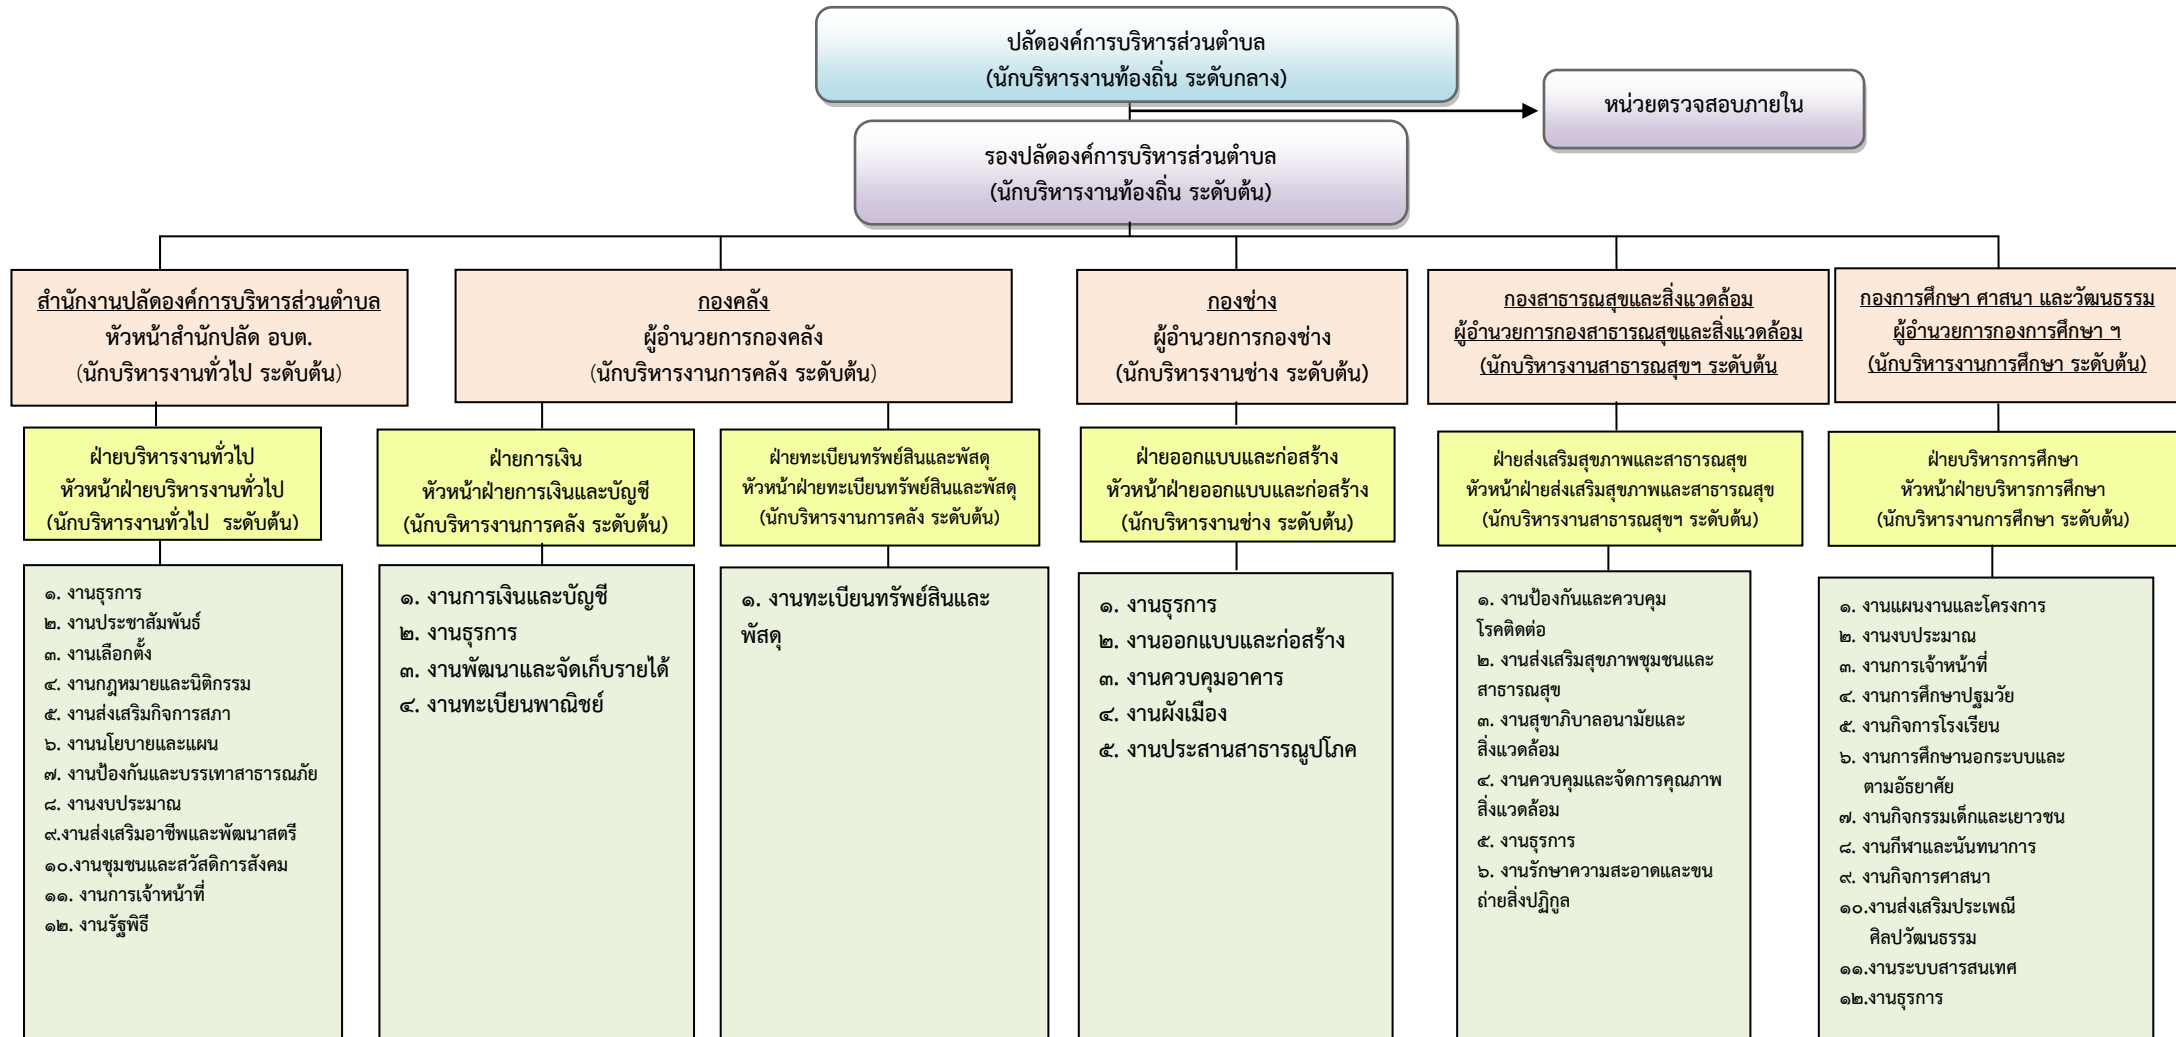 ปลัดองค์การบริหารส่วนตำบล
(นักบริหารงานท้องถิ่น ระดับกลาง)
หน่วยตรวจสอบภายใน
รองปลัดองค์การบริหารส่วนตำบล
(นักบริหารงานท้องถิ่น ระดับต้น)
สำนักงานปลัดองค์การบริหารส่วนตำบล
หัวหน้าสำนักปลัด อบต.
(นักบริหารงานทั่วไป ระดับต้น)
กองคลัง
ผู้อำนวยการกองคลัง
(นักบริหารงานการคลัง ระดับต้น)
กองช่าง
ผู้อำนวยการกองช่าง
(นักบริหารงานช่าง ระดับต้น)
กองสาธารณสุขและสิ่งแวดล้อม
ผู้อำนวยการกองสาธารณสุขและสิ่งแวดล้อม
(นักบริหารงานสาธารณสุขฯ ระดับต้น
กองการศึกษา ศาสนา และวัฒนธรรม
ผู้อำนวยการกองการศึกษา ฯ
(นักบริหารงานการศึกษา ระดับต้น)
ฝ่ายบริหารงานทั่วไป
หัวหน้าฝ่ายบริหารงานทั่วไป
(นักบริหารงานทั่วไป  ระดับต้น)
ฝ่ายการเงิน
หัวหน้าฝ่ายการเงินและบัญชี
(นักบริหารงานการคลัง ระดับต้น)
ฝ่ายทะเบียนทรัพย์สินและพัสดุ
หัวหน้าฝ่ายทะเบียนทรัพย์สินและพัสดุ
(นักบริหารงานการคลัง ระดับต้น)
ฝ่ายออกแบบและก่อสร้าง
หัวหน้าฝ่ายออกแบบและก่อสร้าง
(นักบริหารงานช่าง ระดับต้น)
ฝ่ายส่งเสริมสุขภาพและสาธารณสุข
หัวหน้าฝ่ายส่งเสริมสุขภาพและสาธารณสุข
(นักบริหารงานสาธารณสุขฯ ระดับต้น)
ฝ่ายบริหารการศึกษา
หัวหน้าฝ่ายบริหารการศึกษา
(นักบริหารงานการศึกษา ระดับต้น)
๑. งานธุรการ
๒. งานประชาสัมพันธ์
๓. งานเลือกตั้ง
๔. งานกฎหมายและนิติกรรม
๕. งานส่งเสริมกิจการสภา
๖. งานนโยบายและแผน
๗. งานป้องกันและบรรเทาสาธารณภัย
๘. งานงบประมาณ
๙.งานส่งเสริมอาชีพและพัฒนาสตรี
๑๐.งานชุมชนและสวัสดิการสังคม
๑๑. งานการเจ้าหน้าที่
๑๒. งานรัฐพิธี
๑. งานการเงินและบัญชี
๒. งานธุรการ
๓. งานพัฒนาและจัดเก็บรายได้
๔. งานทะเบียนพาณิชย์
๑. งานทะเบียนทรัพย์สินและ
พัสดุ
๑. งานธุรการ
๒. งานออกแบบและก่อสร้าง
๓. งานควบคุมอาคาร
๔. งานผังเมือง
๕. งานประสานสาธารณูปโภค
๑. งานป้องกันและควบคุม
โรคติดต่อ
๒. งานส่งเสริมสุขภาพชุมชนและ
สาธารณสุข
๓. งานสุขาภิบาลอนามัยและ
สิ่งแวดล้อม
๔. งานควบคุมและจัดการคุณภาพ
สิ่งแวดล้อม
๕. งานธุรการ
๖. งานรักษาความสะอาดและขน
ถ่ายสิ่งปฏิกูล
๑. งานแผนงานและโครงการ
๒. งานงบประมาณ
๓. งานการเจ้าหน้าที่
๔. งานการศึกษาปฐมวัย
๕. งานกิจการโรงเรียน
๖. งานการศึกษานอกระบบและ
ตามอัธยาศัย
๗. งานกิจกรรมเด็กและเยาวชน
๘. งานกีฬาและนันทนาการ
๙. งานกิจการศาสนา
๑๐.งานส่งเสริมประเพณี
ศิลปวัฒนธรรม
๑๑.งานระบบสารสนเทศ
๑๒.งานธุรการ